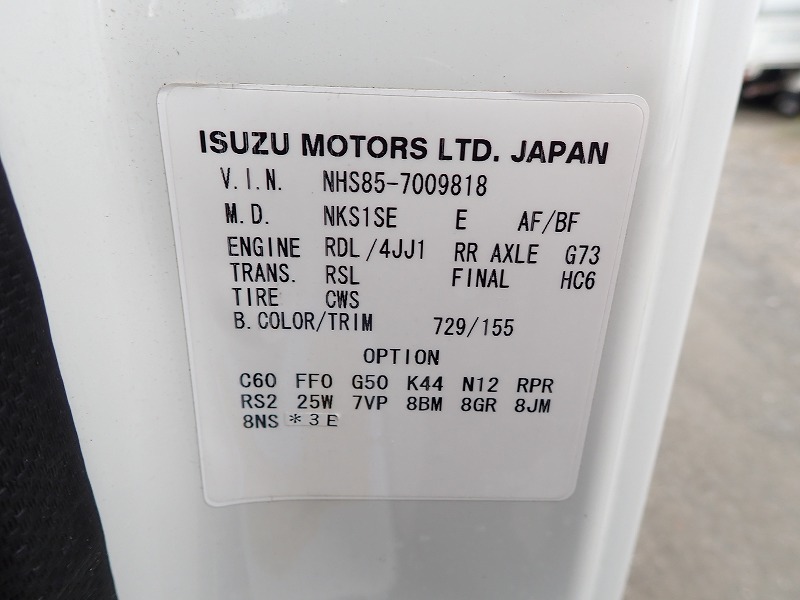 ISUZU MOTORS LTD. JAPAN
V.I.N. NHS85-7009818
M.D. NKS1SE E AF/BF
ENGINE RDL/4JJ1 RR AXLE G73
TRANS. RSL FINAL HC6
TIRE CWS
B.COLOR/TRIM 729/155
OPTION
C60 FF0 G50 K44 N12 RPR
RS2 25W 7VP 8BM 8GR 8JM
8NS *3E